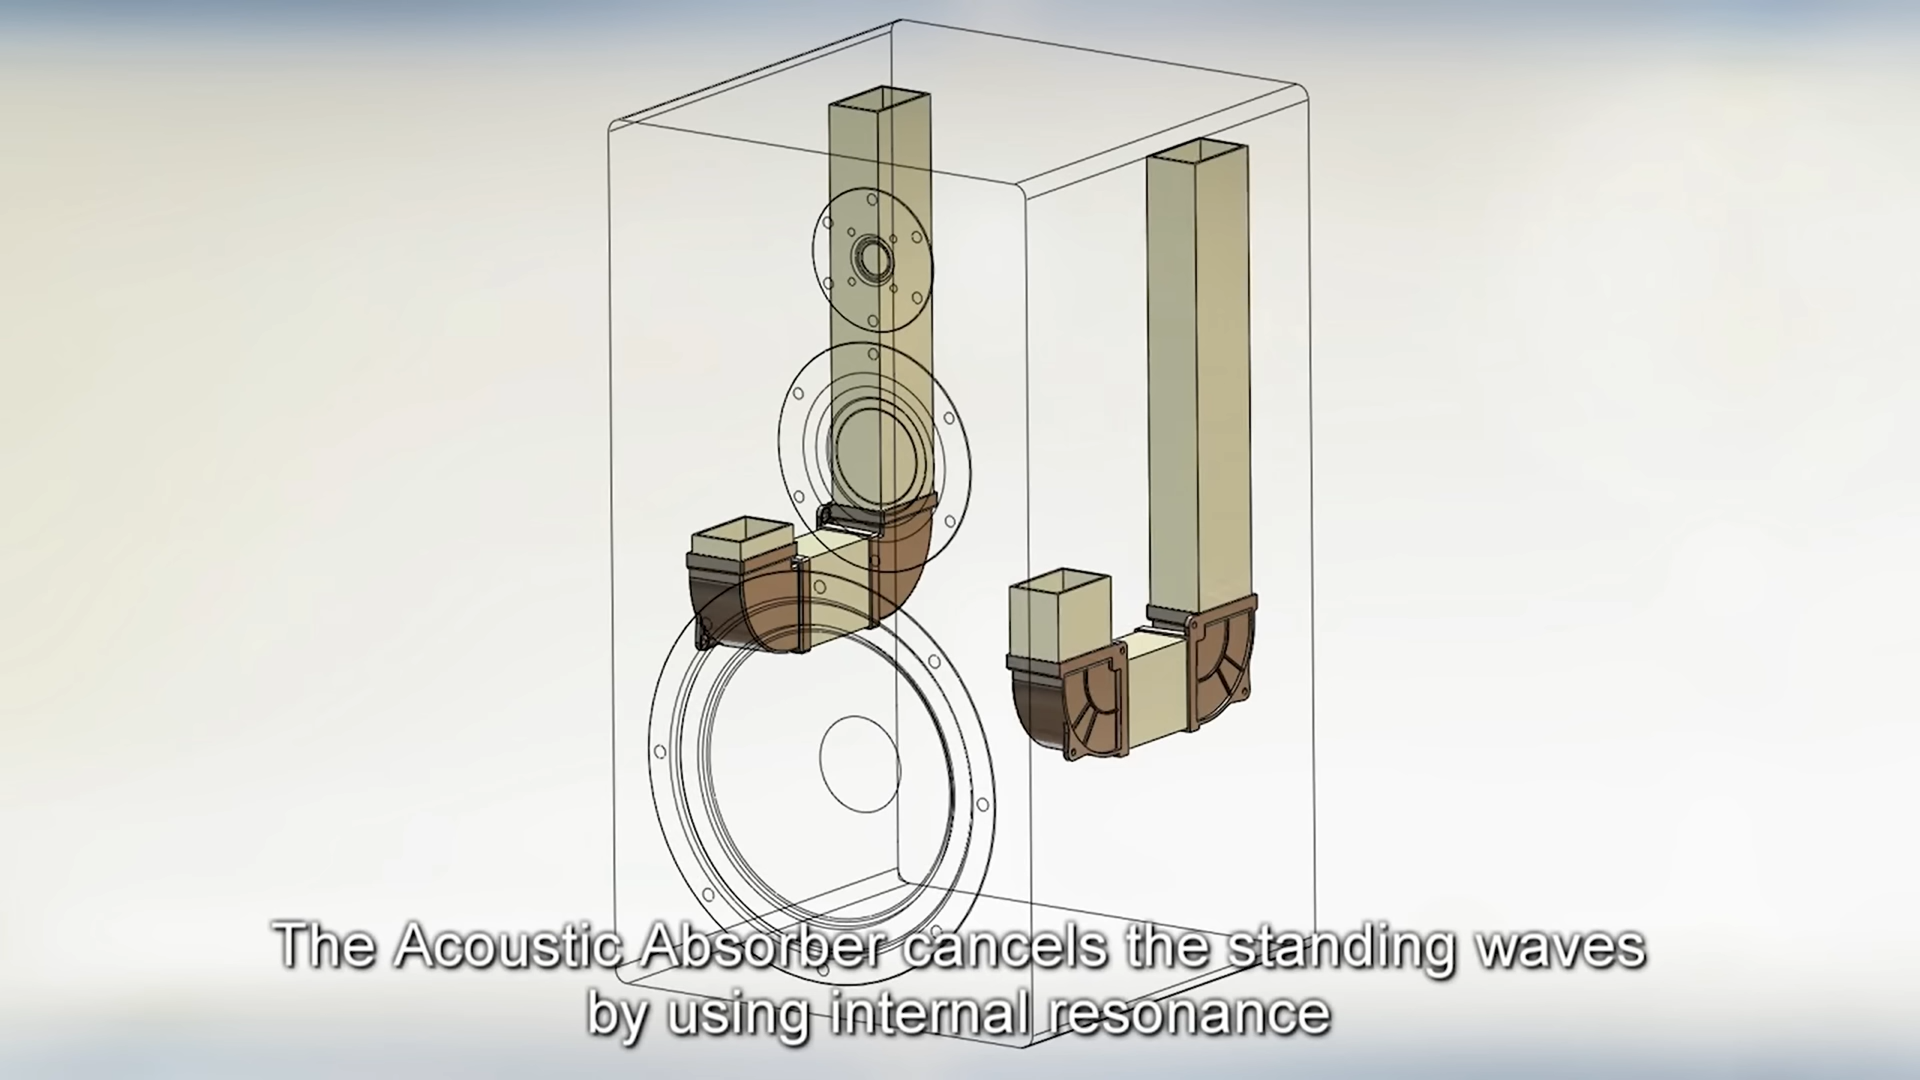 The Acoustic Absorber cancels the standing waves
by using internal resonance